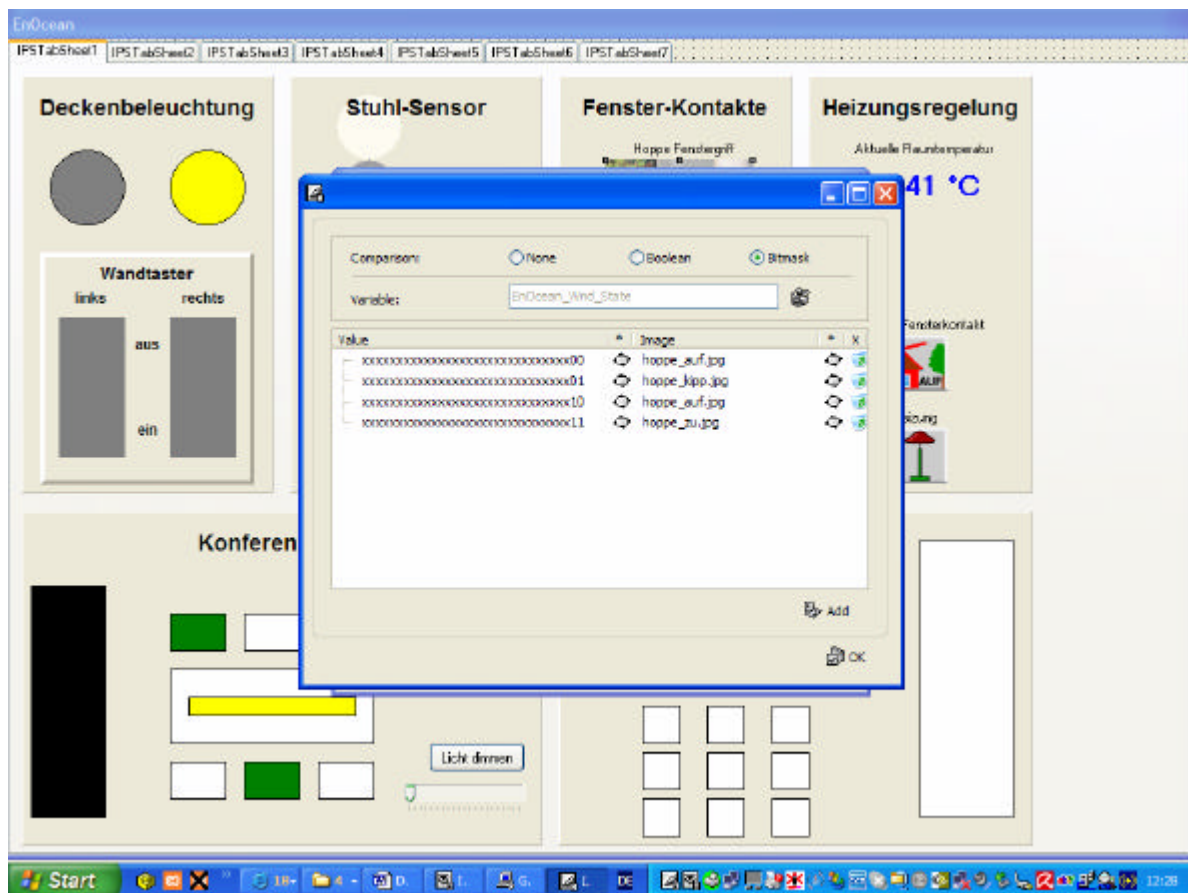 EnOcean
IPSTabSheet1 IPSTabSheet2 IPSTabSheet3 IPSTabSheet4 IPSTabSheet5 IPSTabSheet6 IPSTabSheet7
Deckenbeleuchtung
Wandtaster
links rechts
aus
ein
Stuhl-Sensor
Fenster-Kontakte
Hoppe Fenstergriff
Heizungsregelung
Aktuelle Raumtemperatur
41 °C
Fensterkontakt
AUF
Comparison: None Boolean Bitmask
Variable: EnOcean_Wind_State
Value * Image * X
xxxxxxxxxxxxxxxxxxxxxxxxxxxxxx00 hoppe_auf.jpg
xxxxxxxxxxxxxxxxxxxxxxxxxxxxxx01 hoppe_kipp.jpg
xxxxxxxxxxxxxxxxxxxxxxxxxxxxxx10 hoppe_auf.jpg
xxxxxxxxxxxxxxxxxxxxxxxxxxxxxx11 hoppe_zu.jpg
Add
OK
Konferen
Licht dimmen
Start DE 12:28